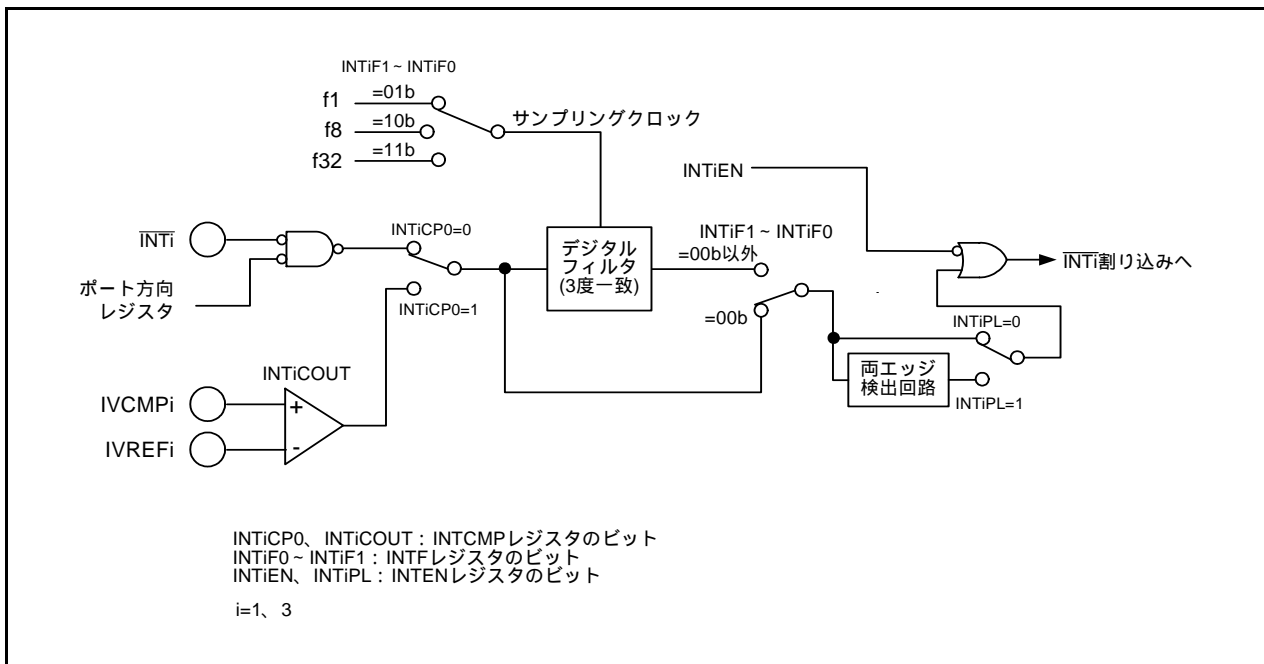 INTiF1 ~ INTiF0
f1
=01b
f8
=10b
f32
=11b
サンプリングクロック
INTiEN
INTi
ポート方向
レジスタ
INTiCP0=0
INTiCP0=1
デジタル
フィルタ
(3度一致)
INTiF1 ~ INTiF0
=00b以外
=00b
INTi割り込みへ
INTiPL=0
両エッジ
検出回路
INTiPL=1
INTiCOUT
IVCMPi
+
IVREFi
-
INTiCP0、INTiCOUT : INTCMPレジスタのビット
INTiF0 ~ INTiF1 : INTFレジスタのビット
INTiEN、INTiPL : INTENレジスタのビット
i=1、3